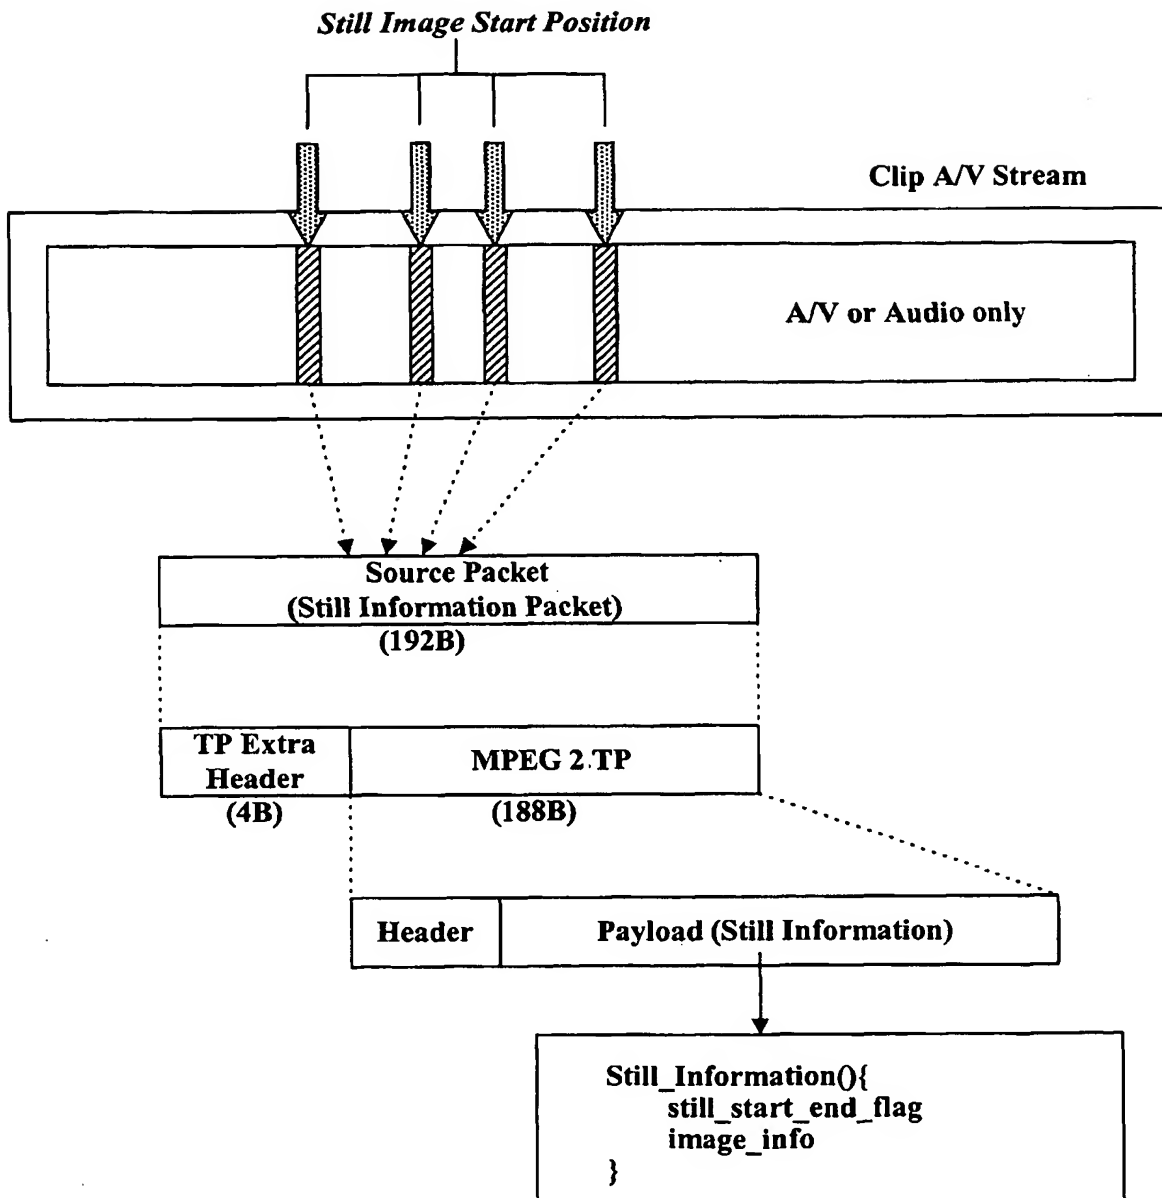 Still Image Start Position
Clip A/V Stream
A/V or Audio only
Source Packet
(Still Information Packet)
(192B)
TP Extra
Header
MPEG 2 TP
(4B)
(188B)
Header
Payload (Still Information)
Still_Information(){
still_start_end_flag
image_info
}